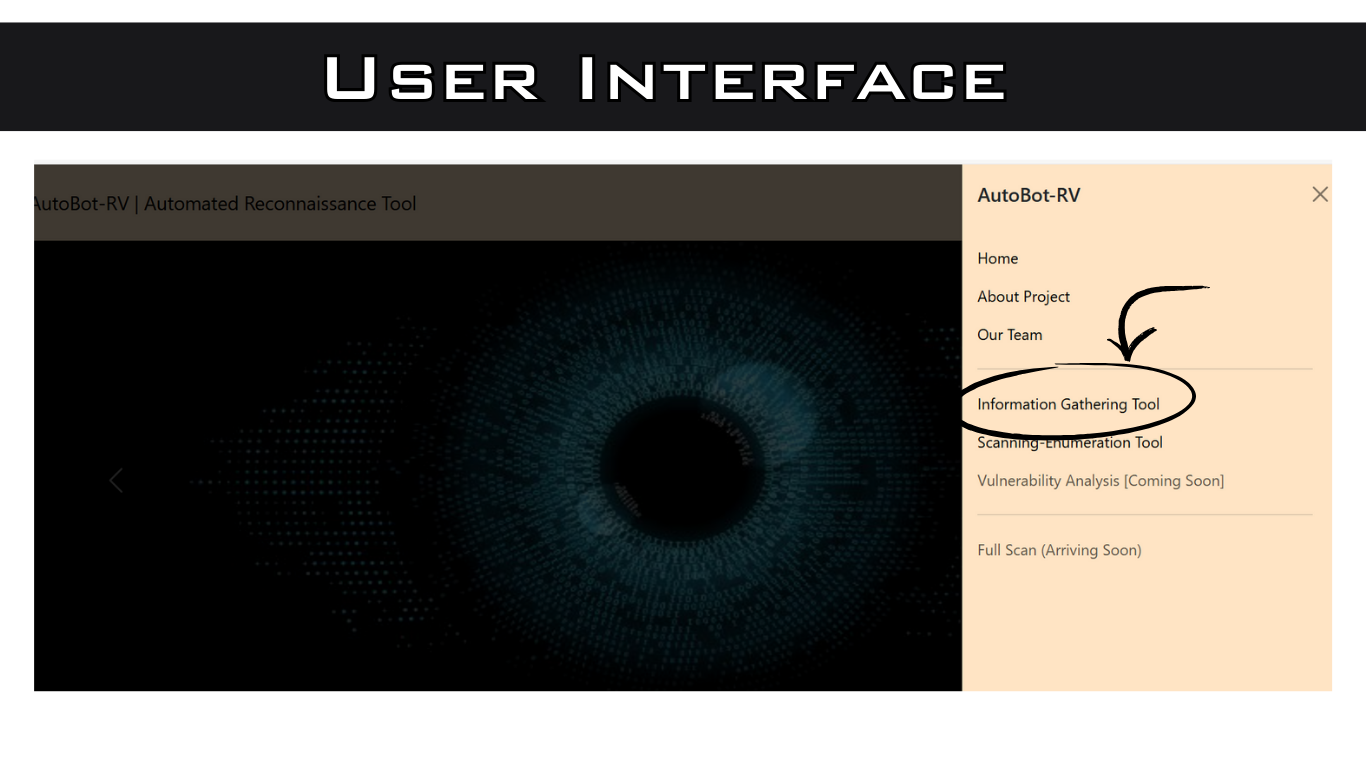 User Interface
AutoBot-RV | Automated Reconnaissance Tool
AutoBot-RV
Home
About Project
Our Team
Information Gathering Tool
Scanning-Enumeration Tool
Vulnerability Analysis [Coming Soon]
Full Scan (Arriving Soon)